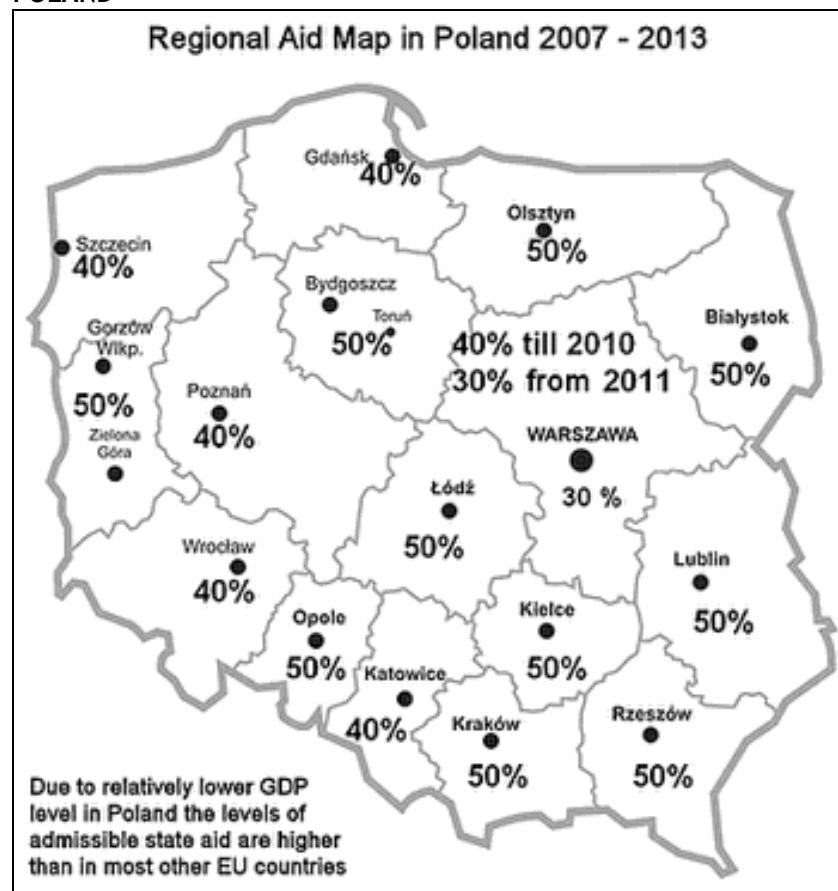 Regional Aid Map in Poland 2007 - 2013
Gdańsk
40%
Olsztyn
50%
Szczecin
40%
Bydgoszcz
Toruń
50%
40% till 2010
30% from 2011
Białystok
50%
Gorzów
Wlkp.
50%
Zielona
Góra
Poznań
40%
WARSZAWA
30 %
Łódź
50%
Wrocław
40%
Lublin
50%
Opole
50%
Kielce
50%
Katowice
40%
Kraków
50%
Rzeszów
50%
Due to relatively lower GDP
level in Poland the levels of
admissible state aid are higher
than in most other EU countries